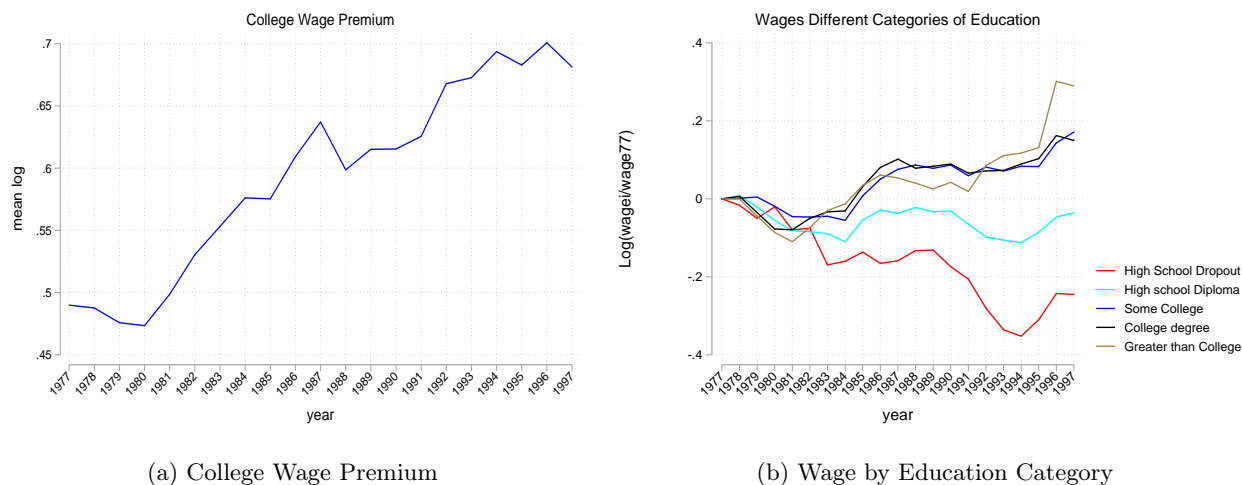 College Wage Premium
.7
.65
.6
.55
.5
.45
mean log
1977 1978 1979 1980 1981 1982 1983 1984 1985 1986 1987 1988 1989 1990 1991 1992 1993 1994 1995 1996 1997
year
(a) College Wage Premium
Wages Different Categories of Education
.4
.2
0
-.2
-.4
Log(wagei/wage77)
1977 1978 1979 1980 1981 1982 1983 1984 1985 1986 1987 1988 1989 1990 1991 1992 1993 1994 1995 1996 1997
year
High School Dropout
High school Diploma
Some College
College degree
Greater than College
(b) Wage by Education Category